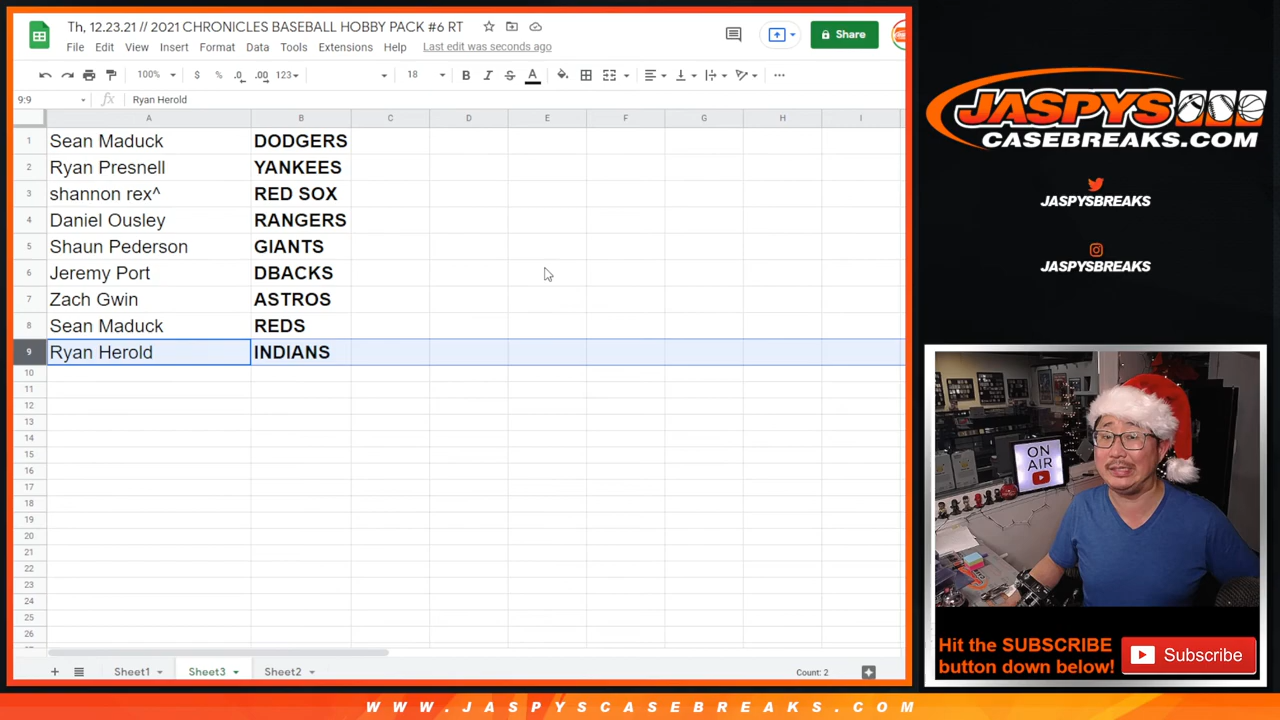 Th, 12.23.21 // 2021 CHRONICLES BASEBALL HOBBY PACK #6 RT
File Edit View Insert Format Data Tools Extensions Help Last edit was seconds ago
Share
100% $ % .0 .00 123 18 B I S A
9:9 fx Ryan Herold
A B C D E F G H I
1 Sean Maduck DODGERS
2 Ryan Presnell YANKEES
3 shannon rex^ RED SOX
4 Daniel Ousley RANGERS
5 Shaun Pederson GIANTS
6 Jeremy Port DBACKS
7 Zach Gwin ASTROS
8 Sean Maduck REDS
9 Ryan Herold INDIANS
10
11
12
13
14
15
16
17
18
19
20
21
22
23
24
25
26
Sheet1 Sheet3 Sheet2 Count: 2
JASPYS
CASEBREAKS.COM
JASPYSBREAKS
JASPYSBREAKS
ON
AIR
Hit the SUBSCRIBE
button down below!
Subscribe
WWW.JASPYSCASEBREAKS.COM